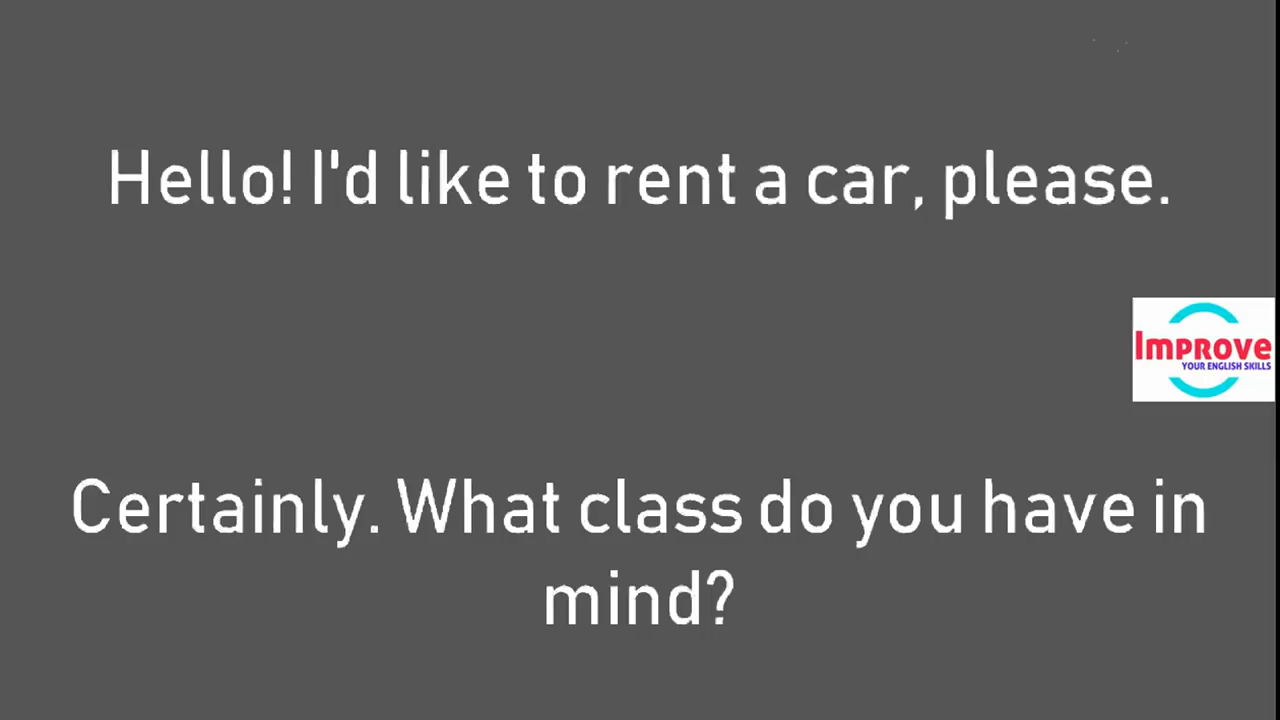 Hello! I'd like to rent a car, please.
Improve
YOUR ENGLISH SKILLS
Certainly. What class do you have in
mind?